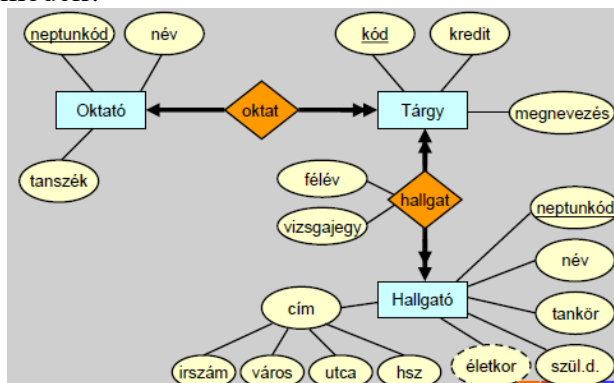 neptunkód
név
kód
kredit
Oktató
oktat
Tárgy
megnevezés
tanszék
félév
hallgat
vizsgajegy
neptunkód
név
cím
Hallgató
tankör
irszám
város
utca
hsz
életkor
szül.d.